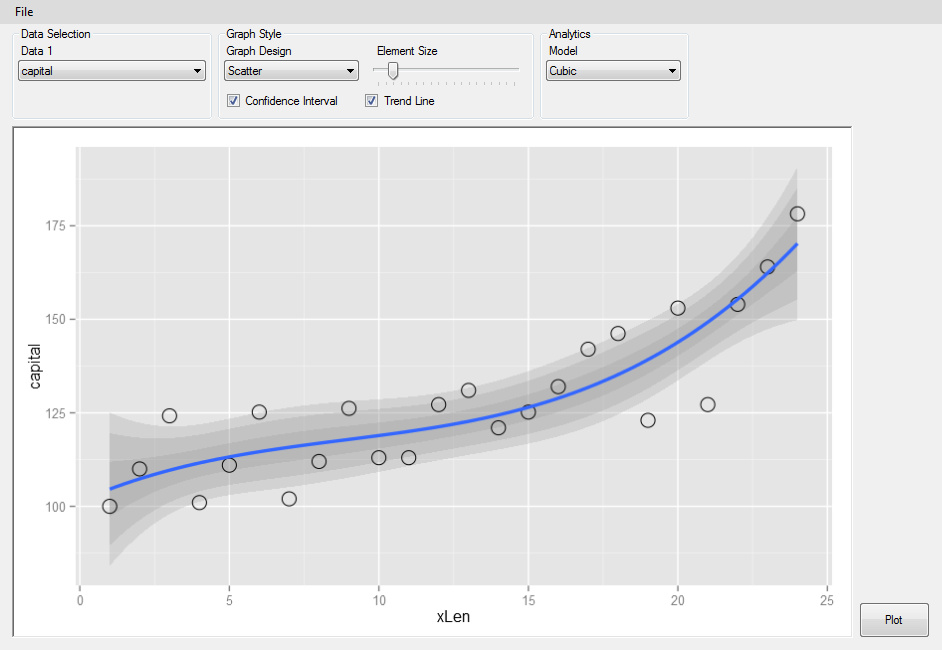 File
Data Selection
Data 1
capital
Graph Style
Graph Design
Element Size
Scatter
Confidence Interval
Trend Line
Analytics
Model
Cubic
175
150
125
100
capital
0 5 10 15 20 25
xLen
Plot